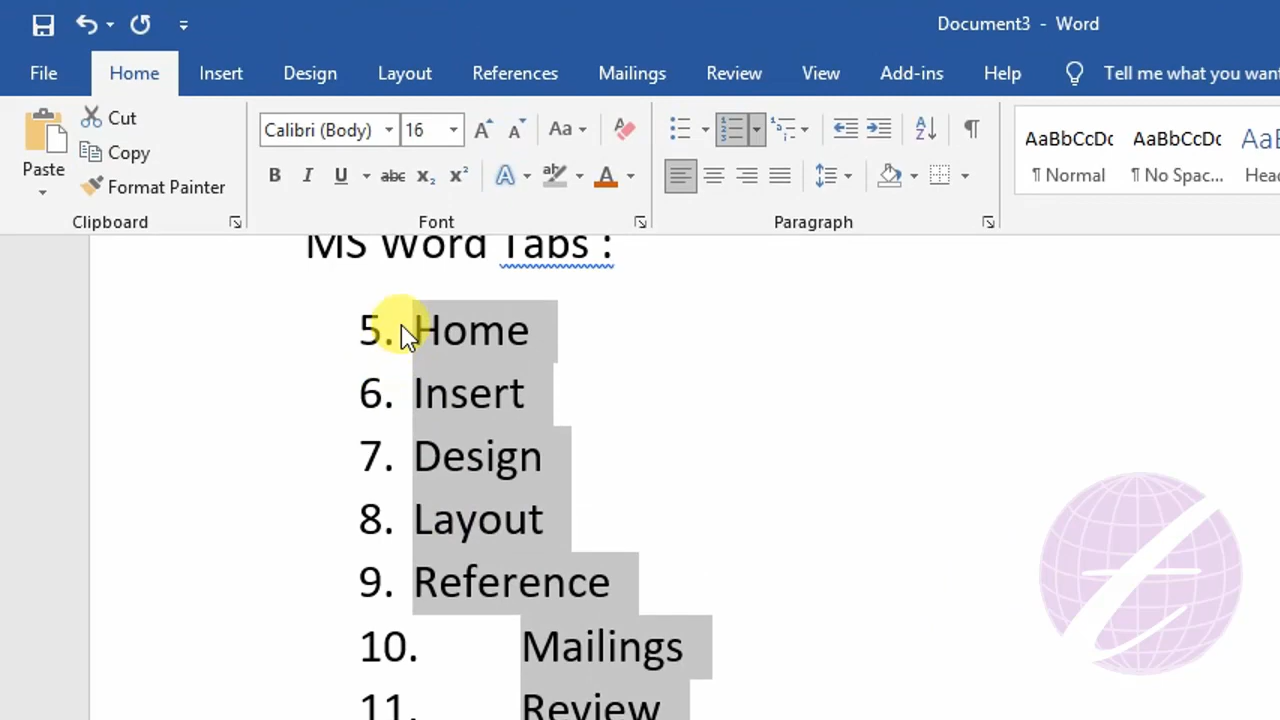 Document3 - Word
File Home Insert Design Layout References Mailings Review View Add-ins Help Tell me what you want
Cut
Calibri (Body) 16 Aa
AaBbCcDc AaBbCcDc AaB
Copy
Paste
Format Painter
B I U abc x₂ x² A ab A
¶ Normal ¶ No Spac... Head
Clipboard Font Paragraph
MS Word Tabs :
5. Home
6. Insert
7. Design
8. Layout
9. Reference
10. Mailings
11. Review